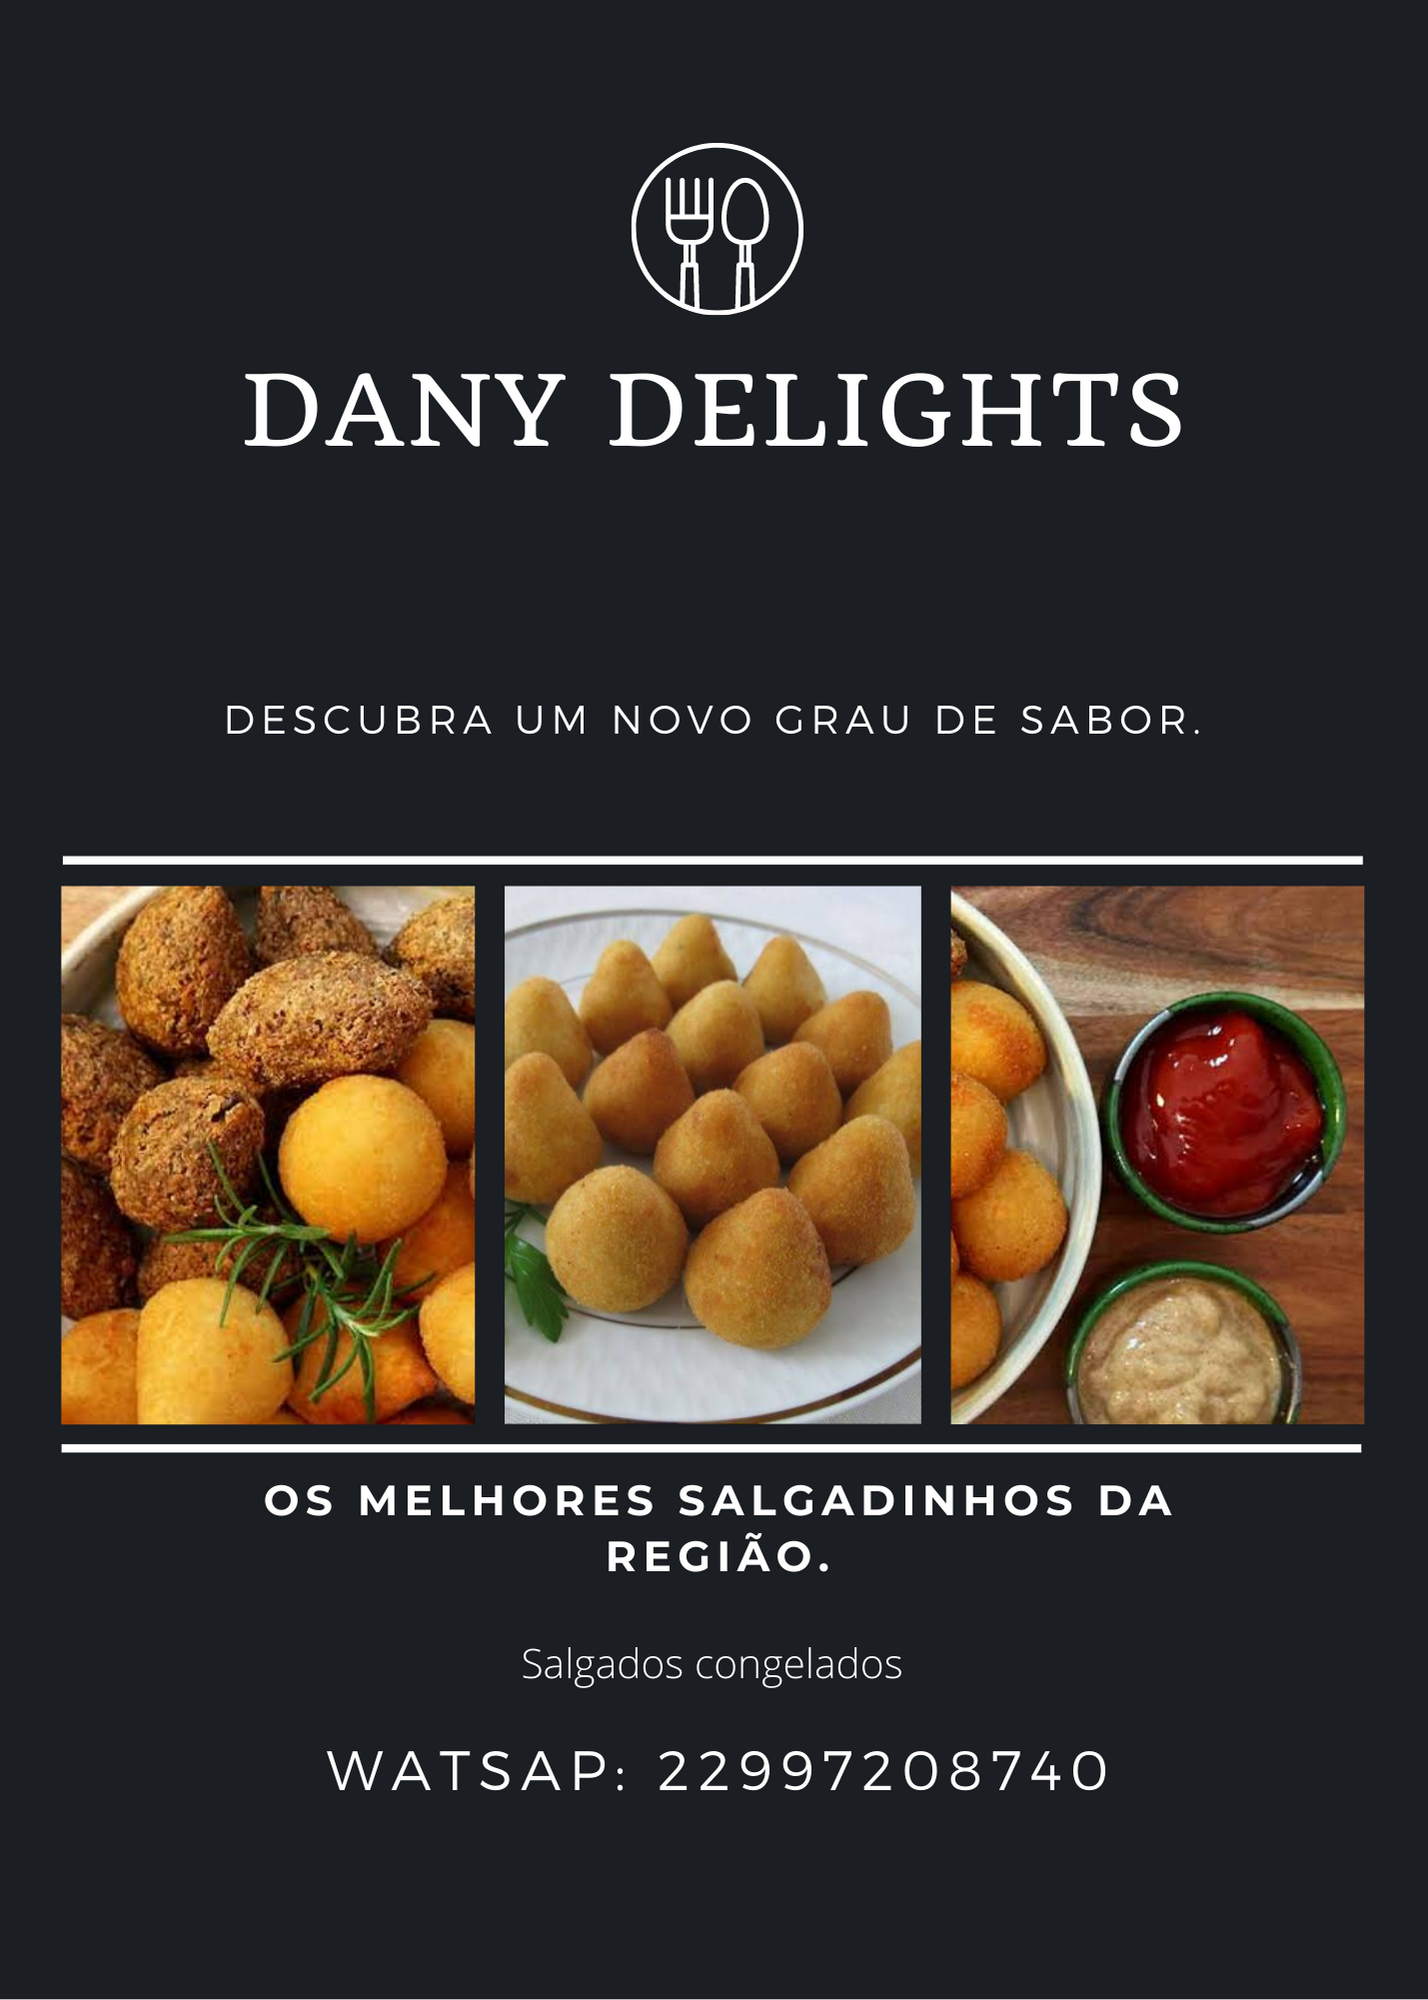 DANY DELIGHTS
DESCUBRA UM NOVO GRAU DE SABOR.
OS MELHORES SALGADINHOS DA
REGIÃO.
Salgados congelados
WATSAP: 22997208740